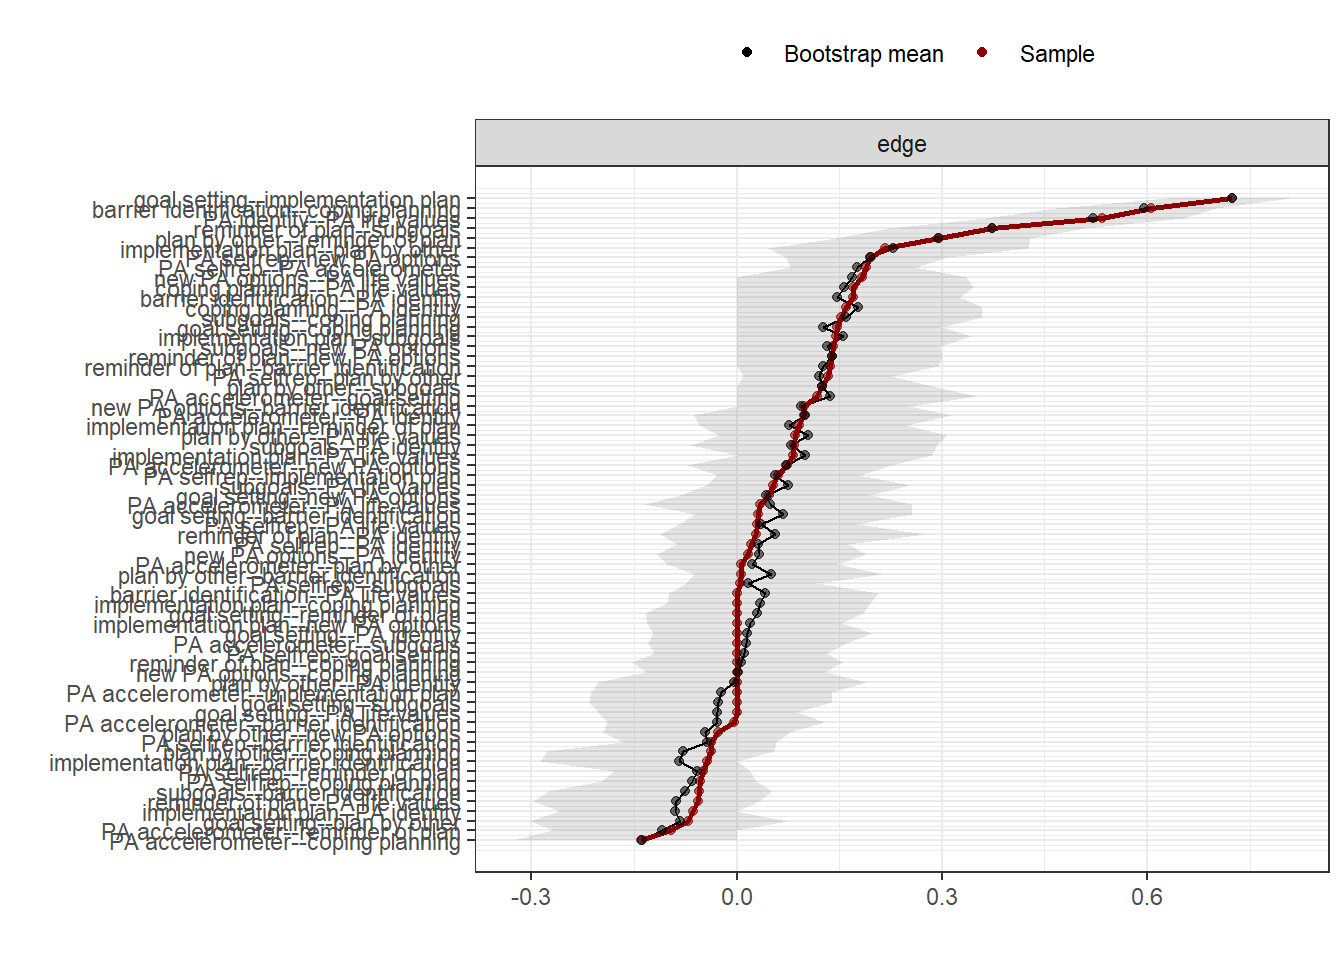 Bootstrap mean
Sample
edge
goal setting--implementation plan
barrier identification--coping planning
PA identity--PA life values
reminder of plan--subgoals
plan by other--reminder of plan
implementation plan--plan by other
PA selfrep--new PA options
PA selfrep--PA accelerometer
new PA options--PA life values
coping planning--PA life values
barrier identification--PA identity
coping planning--PA identity
subgoals--coping planning
goal setting--coping planning
implementation plan--subgoals
subgoals--new PA options
reminder of plan--new PA options
reminder of plan--barrier identification
PA selfrep--plan by other
plan by other--subgoals
PA accelerometer--goal setting
new PA options--barrier identification
PA accelerometer--PA identity
implementation plan--reminder of plan
plan by other--PA life values
subgoals--PA identity
implementation plan--PA life values
PA accelerometer--new PA options
PA selfrep--implementation plan
subgoals--PA life values
goal setting--new PA options
PA accelerometer--PA life values
goal setting--barrier identification
PA selfrep--PA life values
reminder of plan--PA identity
PA selfrep--PA identity
new PA options--PA identity
PA accelerometer--plan by other
plan by other--barrier identification
PA selfrep--subgoals
barrier identification--PA life values
implementation plan--coping planning
goal setting--reminder of plan
implementation plan--new PA options
goal setting--PA identity
PA accelerometer--subgoals
PA selfrep--goal setting
reminder of plan--coping planning
new PA options--coping planning
plan by other--PA identity
PA accelerometer--implementation plan
goal setting--subgoals
goal setting--PA life values
PA accelerometer--barrier identification
plan by other--new PA options
PA selfrep--barrier identification
plan by other--coping planning
implementation plan--barrier identification
PA selfrep--reminder of plan
PA selfrep--coping planning
subgoals--barrier identification
reminder of plan--PA life values
implementation plan--PA identity
goal setting--plan by other
PA accelerometer--reminder of plan
PA accelerometer--coping planning
-0.3
0.0
0.3
0.6